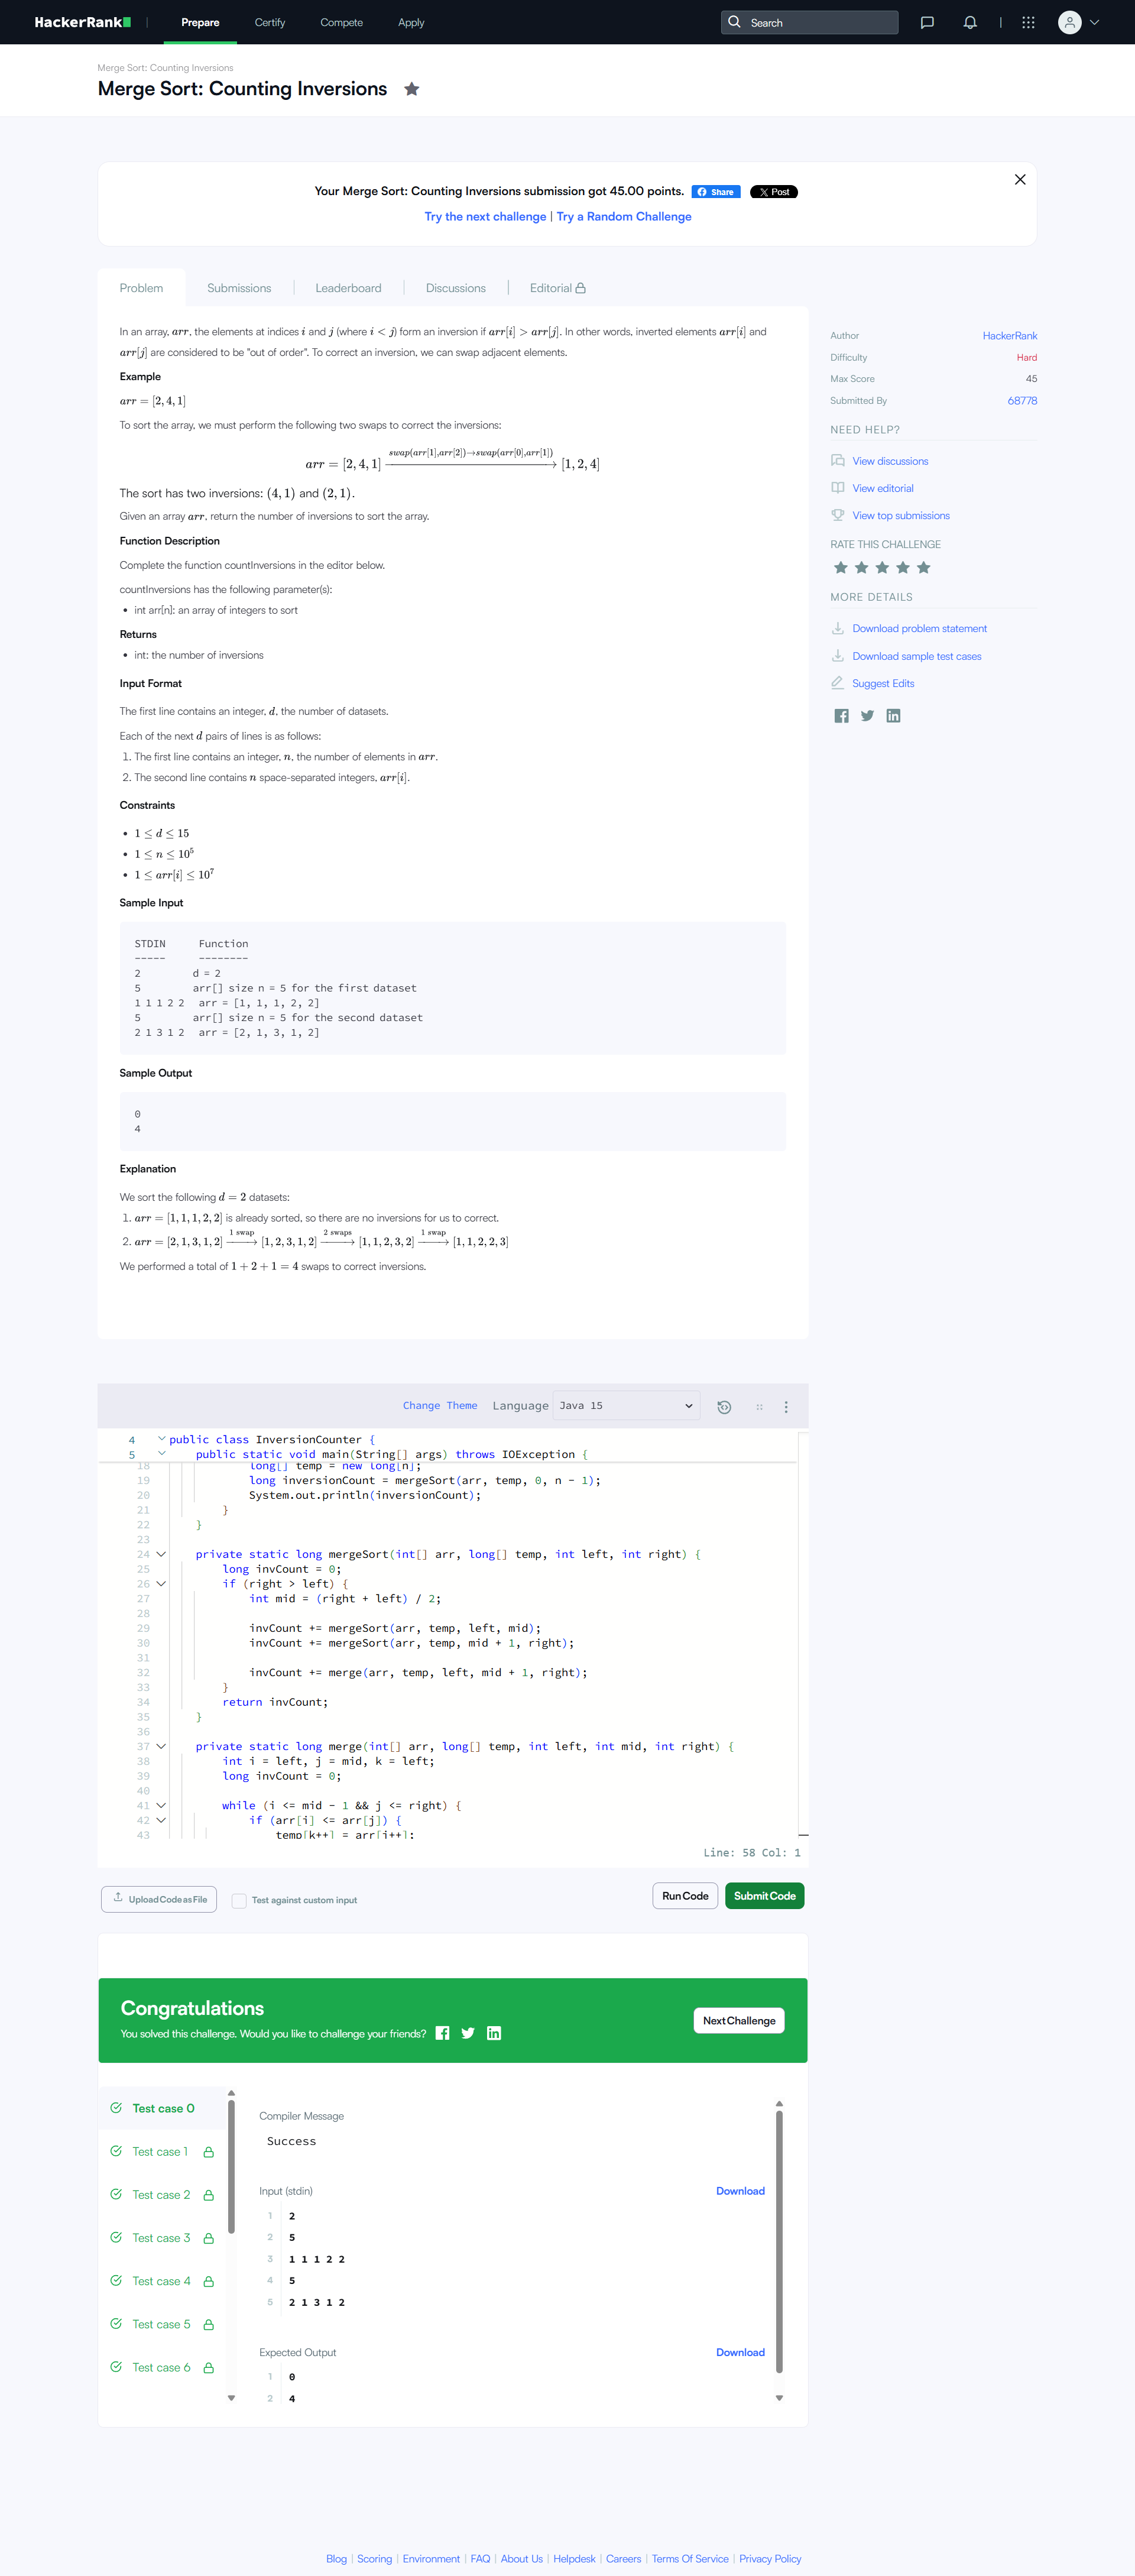 HackerRank
Prepare
Certify
Compete
Apply
Search
Merge Sort: Counting Inversions
Merge Sort: Counting Inversions
Your Merge Sort: Counting Inversions submission got 45.00 points. Share Post
Try the next challenge | Try a Random Challenge
Problem
Submissions
Leaderboard
Discussions
Editorial
In an array, arr, the elements at indices i and j (where i < j) form an inversion if arr[i] > arr[j]. In other words, inverted elements arr[i] and
arr[j] are considered to be "out of order". To correct an inversion, we can swap adjacent elements.
Example
arr = [2, 4, 1]
To sort the array, we must perform the following two swaps to correct the inversions:
swap(arr[1],arr[2])→swap(arr[0],arr[1])
arr = [2, 4, 1] ⟶ [1, 2, 4]
The sort has two inversions: (4, 1) and (2, 1).
Given an array arr, return the number of inversions to sort the array.
Function Description
Complete the function countInversions in the editor below.
countInversions has the following parameter(s):
• int arr[n]: an array of integers to sort
Returns
• int: the number of inversions
Input Format
The first line contains an integer, d, the number of datasets.
Each of the next d pairs of lines is as follows:
1. The first line contains an integer, n, the number of elements in arr.
2. The second line contains n space-separated integers, arr[i].
Constraints
• 1 ≤ d ≤ 15
• 1 ≤ n ≤ 10⁵
• 1 ≤ arr[i] ≤ 10⁷
Sample Input
STDIN     Function
-----     --------
2        d = 2
5        arr[] size n = 5 for the first dataset
1 1 1 2 2  arr = [1, 1, 1, 2, 2]
5        arr[] size n = 5 for the second dataset
2 1 3 1 2  arr = [2, 1, 3, 1, 2]
Sample Output
0
4
Explanation
We sort the following d = 2 datasets:
1. arr = [1, 1, 1, 2, 2] is already sorted, so there are no inversions for us to correct.
1 swap 2 swaps 1 swap
2. arr = [2, 1, 3, 1, 2] ⟶ [1, 2, 3, 1, 2] ⟶ [1, 1, 2, 3, 2] ⟶ [1, 1, 2, 2, 3]
We performed a total of 1 + 2 + 1 = 4 swaps to correct inversions.
Author HackerRank
Difficulty Hard
Max Score 45
Submitted By 68778
NEED HELP?
View discussions
View editorial
View top submissions
RATE THIS CHALLENGE
MORE DETAILS
Download problem statement
Download sample test cases
Suggest Edits
Change Theme Language Java 15
4 public class InversionCounter {
5     public static void main(String[] args) throws IOException {
18             long[] temp = new long[n];
19             long inversionCount = mergeSort(arr, temp, 0, n - 1);
20             System.out.println(inversionCount);
21         }
22     }
23
24     private static long mergeSort(int[] arr, long[] temp, int left, int right) {
25         long invCount = 0;
26         if (right > left) {
27             int mid = (right + left) / 2;
28
29             invCount += mergeSort(arr, temp, left, mid);
30             invCount += mergeSort(arr, temp, mid + 1, right);
31
32             invCount += merge(arr, temp, left, mid + 1, right);
33         }
34         return invCount;
35     }
36
37     private static long merge(int[] arr, long[] temp, int left, int mid, int right) {
38         int i = left, j = mid, k = left;
39         long invCount = 0;
40
41         while (i <= mid - 1 && j <= right) {
42             if (arr[i] <= arr[j]) {
43                 temp[k++] = arr[i++];
Line: 58 Col: 1
Upload Code as File
Test against custom input
Run Code
Submit Code
Congratulations
You solved this challenge. Would you like to challenge your friends?
Next Challenge
Test case 0
Test case 1
Test case 2
Test case 3
Test case 4
Test case 5
Test case 6
Compiler Message
Success
Input (stdin) Download
1 2
2 5
3 1 1 1 2 2
4 5
5 2 1 3 1 2
Expected Output Download
1 0
2 4
Blog | Scoring | Environment | FAQ | About Us | Helpdesk | Careers | Terms Of Service | Privacy Policy